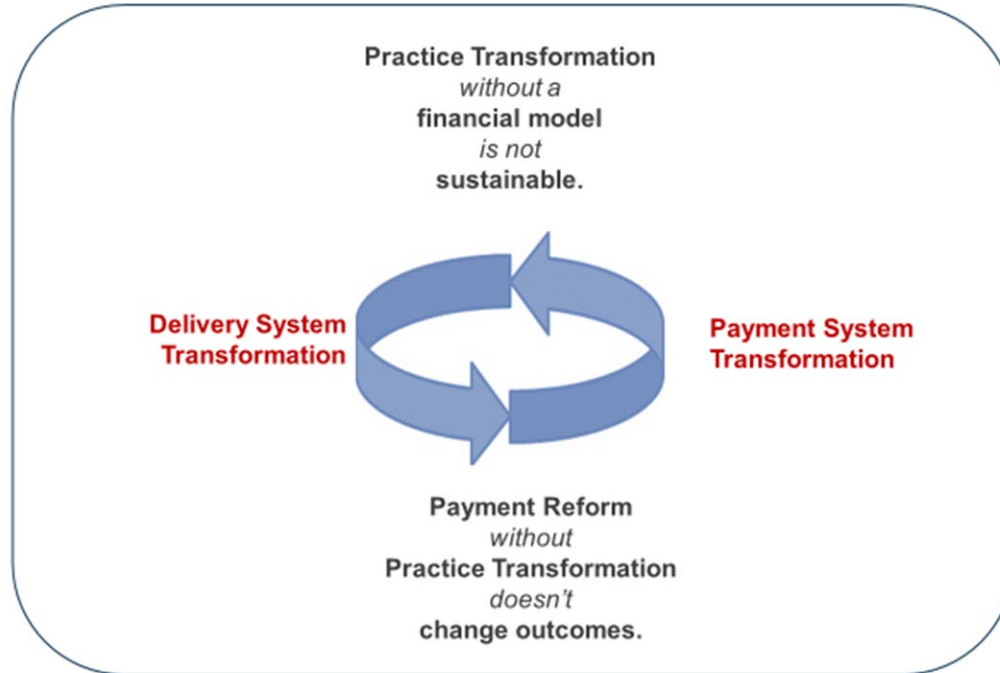 Practice Transformation
without a
financial model
is not
sustainable.
Delivery System
Transformation
Payment System
Transformation
Payment Reform
without
Practice Transformation
doesn’t
change outcomes.